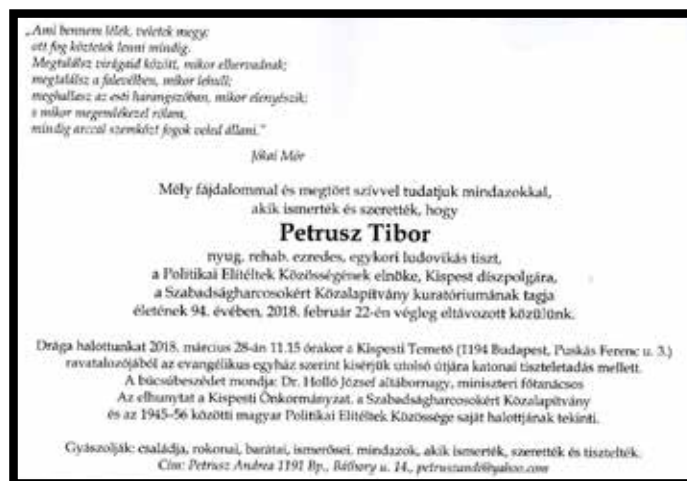 „Ami bennem lélek, veletek megy;
ott fog köztetek lenni mindig.
Megtalálsz virágaid között, mikor elhervadnak;
megtalálsz a falevélben, mikor lehull;
meghallasz az esti harangszóban, mikor elenyészik;
s mikor megemlékezel rólam,
mindig arccal szemközt fogok veled állani.”
Jókai Mór
Mély fájdalommal és megtört szívvel tudatjuk mindazokkal,
akik ismerték és szerették, hogy
Petrusz Tibor
nyug. rehab. ezredes, egykori ludovikás tiszt,
a Politikai Elítéltek Közösségének elnöke, Kispest díszpolgára,
a Szabadságharcosokért Közalapítvány kuratóriumának tagja
életének 94. évében, 2018. február 22-én végleg eltávozott közülünk.
Drága halottunkat 2018. március 28-án 11.15 órakor a Kispesti Temető (1194 Budapest, Puskás Ferenc u. 3.)
ravatalozójából az evangélikus egyház szerint kísérjük utolsó útjára katonai tiszteletadás mellett.
A búcsúbeszédet mondja: Dr. Holló József altábornagy, miniszteri főtanácsos
Az elhunytat a Kispesti Önkormányzat, a Szabadságharcosokért Közalapítvány
és az 1945-56 közötti magyar Politikai Elítéltek Közössége saját halottjának tekinti.
Gyászolják: családja, rokonai, barátai, ismerősei, mindazok, akik ismerték, szerették és tisztelték.
Cím: Petrusz Andrea 1191 Bp., Báthory u. 14., petruszandi@yahoo.com